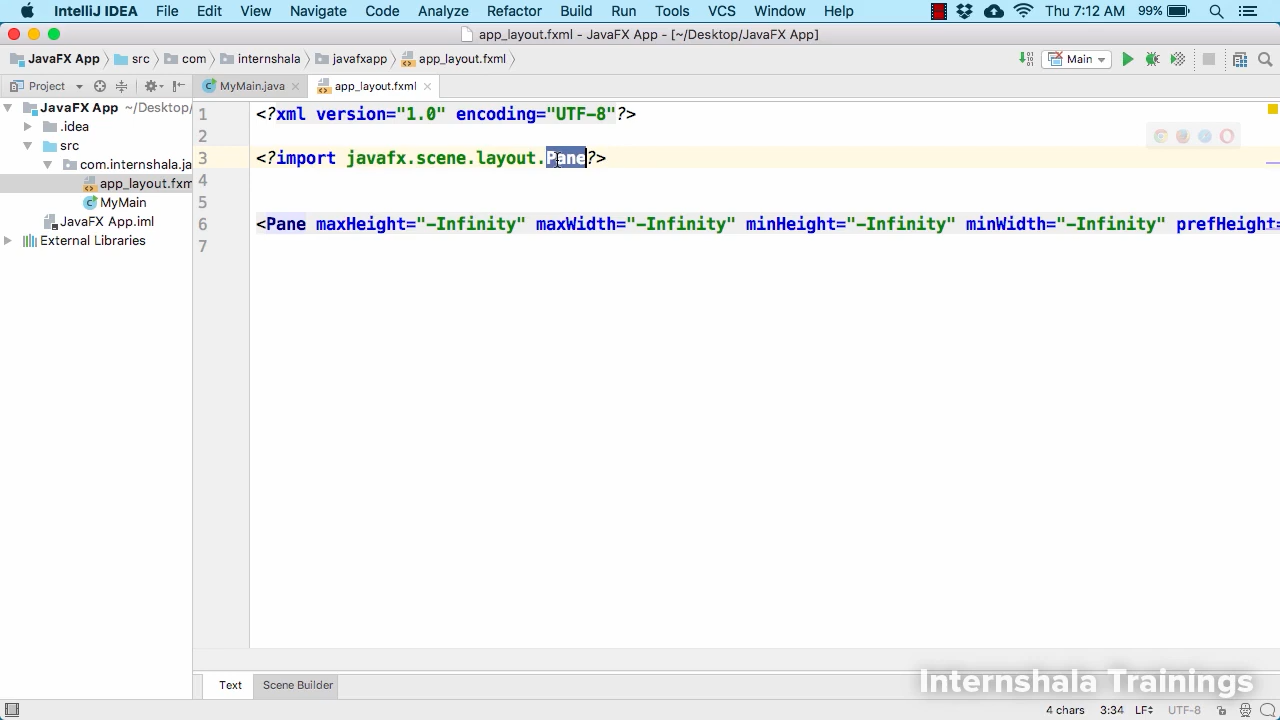 IntelliJ IDEA File Edit View Navigate Code Analyze Refactor Build Run Tools VCS Window Help Thu 7:12 AM 99%
app_layout.fxml - JavaFX App - [~/Desktop/JavaFX App]
JavaFX App src com internshala javafxapp app_layout.fxml Main
Project MyMain.java app_layout.fxml
JavaFX App ~/Desktop/
.idea
src
com.internshala.ja
app_layout.fxm
MyMain
JavaFX App.iml
External Libraries
1 <?xml version="1.0" encoding="UTF-8"?>
2
3 <?import javafx.scene.layout.Pane?>
4
5
6 <Pane maxHeight="-Infinity" maxWidth="-Infinity" minHeight="-Infinity" minWidth="-Infinity" prefHeight=
7
Text Scene Builder
Internshala Trainings
4 chars 3:34 LF UTF-8